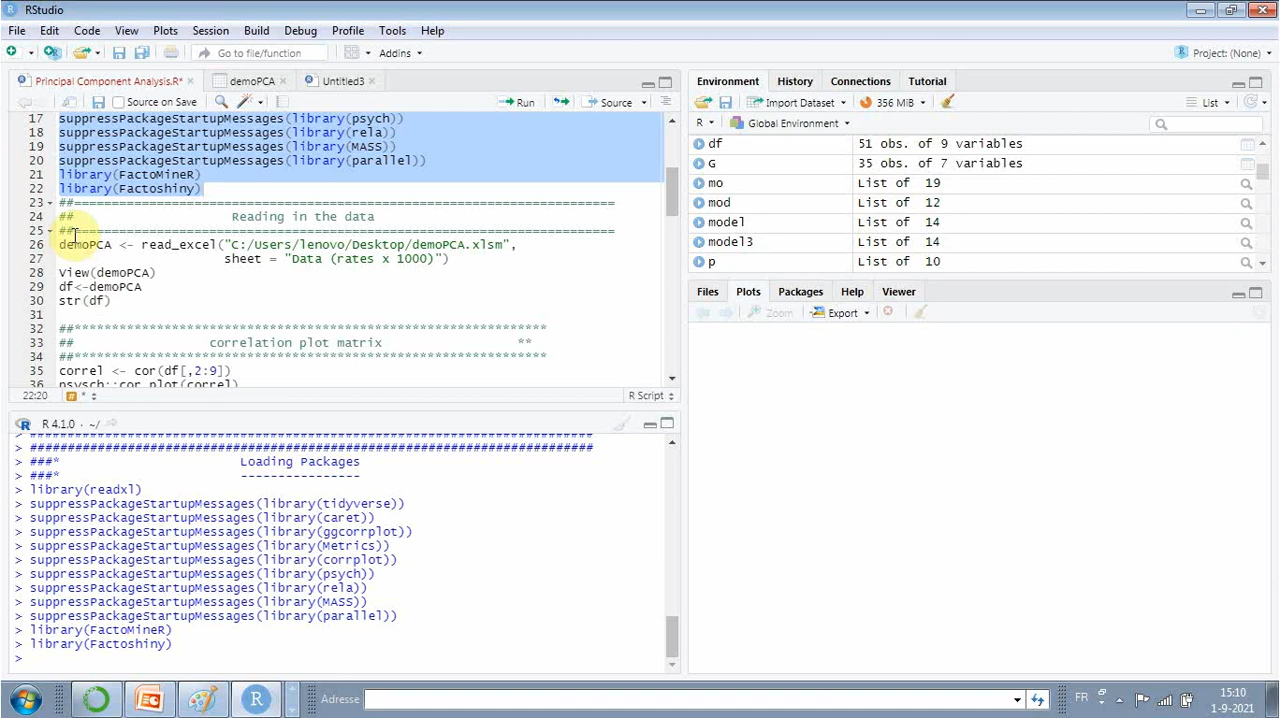 RStudio
File Edit Code View Plots Session Build Debug Profile Tools Help
Go to file/function Addins Project: (None)
Principal Component Analysis.R* demoPCA Untitled3
Source on Save Run Source
17 suppressPackageStartupMessages(library(psych))
18 suppressPackageStartupMessages(library(rela))
19 suppressPackageStartupMessages(library(MASS))
20 suppressPackageStartupMessages(library(parallel))
21 library(FactoMineR)
22 library(Factoshiny)
23 ##=========================================================================
24 ## Reading in the data
25 ##=========================================================================
26 demoPCA <- read_excel("C:/Users/lenovo/Desktop/demoPCA.xlsm",
27 sheet = "Data (rates x 1000)")
28 View(demoPCA)
29 df<-demoPCA
30 str(df)
31
32 ##***************************************************************
33 ## correlation plot matrix **
34 ##***************************************************************
35 correl <- cor(df[,2:9])
36 psysch::cor.plot(correl)
22:20 R Script
R 4.1.0 · ~/
> ###########################################################################
> ###########################################################################
> ###* Loading Packages
> ###* ----------------
> library(readxl)
> suppressPackageStartupMessages(library(tidyverse))
> suppressPackageStartupMessages(library(caret))
> suppressPackageStartupMessages(library(ggcorrplot))
> suppressPackageStartupMessages(library(Metrics))
> suppressPackageStartupMessages(library(corrplot))
> suppressPackageStartupMessages(library(psych))
> suppressPackageStartupMessages(library(rela))
> suppressPackageStartupMessages(library(MASS))
> suppressPackageStartupMessages(library(parallel))
> library(FactoMineR)
> library(Factoshiny)
>
Environment History Connections Tutorial
Import Dataset 356 MiB List
R Global Environment
df 51 obs. of 9 variables
G 35 obs. of 7 variables
mo List of 19
mod List of 12
model List of 14
model3 List of 14
p List of 10
Files Plots Packages Help Viewer
Zoom Export
Adresse FR 15:10
1-9-2021